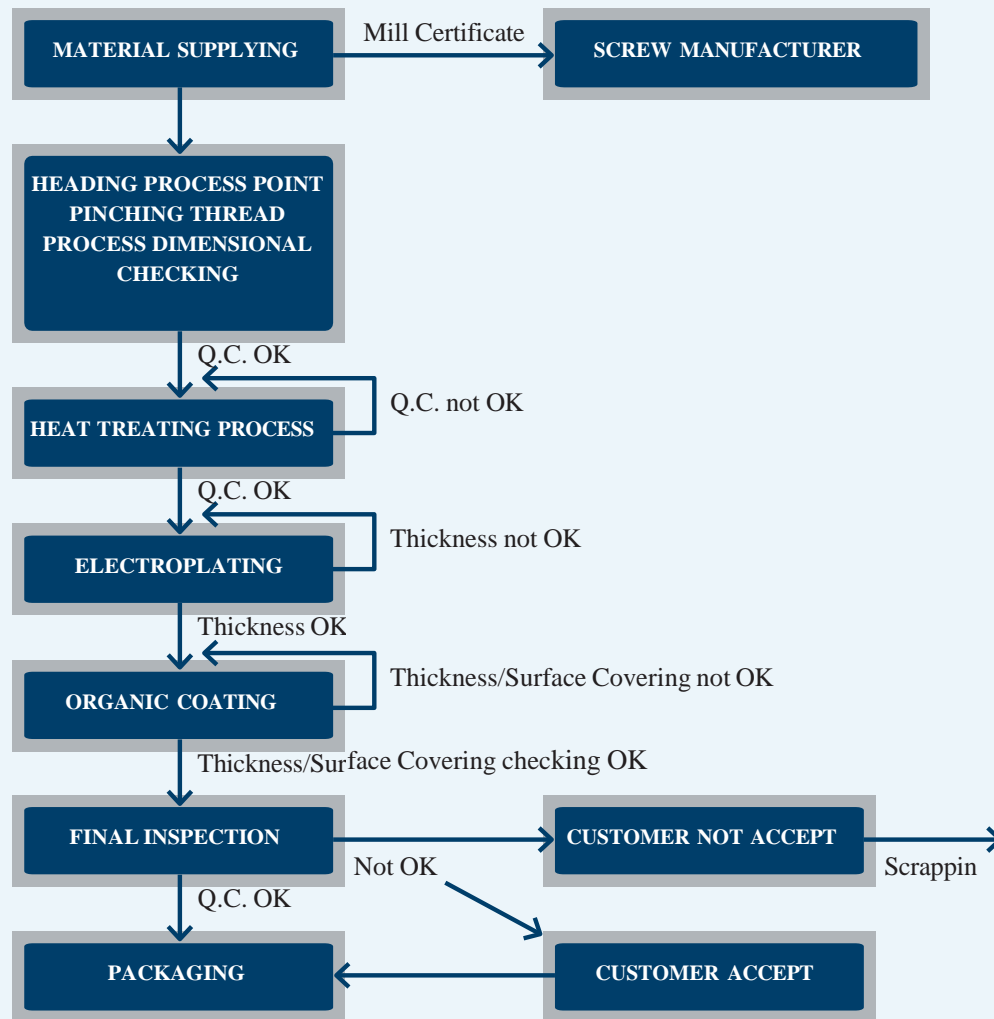 MATERIAL SUPPLYING
Mill Certificate
SCREW MANUFACTURER
HEADING PROCESS POINT
PINCHING THREAD
PROCESS DIMENSIONAL
CHECKING
Q.C. OK
Q.C. not OK
HEAT TREATING PROCESS
Q.C. OK
Thickness not OK
ELECTROPLATING
Thickness OK
Thickness/Surface Covering not OK
ORGANIC COATING
Thickness/Surface Covering checking OK
FINAL INSPECTION
CUSTOMER NOT ACCEPT
Not OK
Scrappin
Q.C. OK
PACKAGING
CUSTOMER ACCEPT